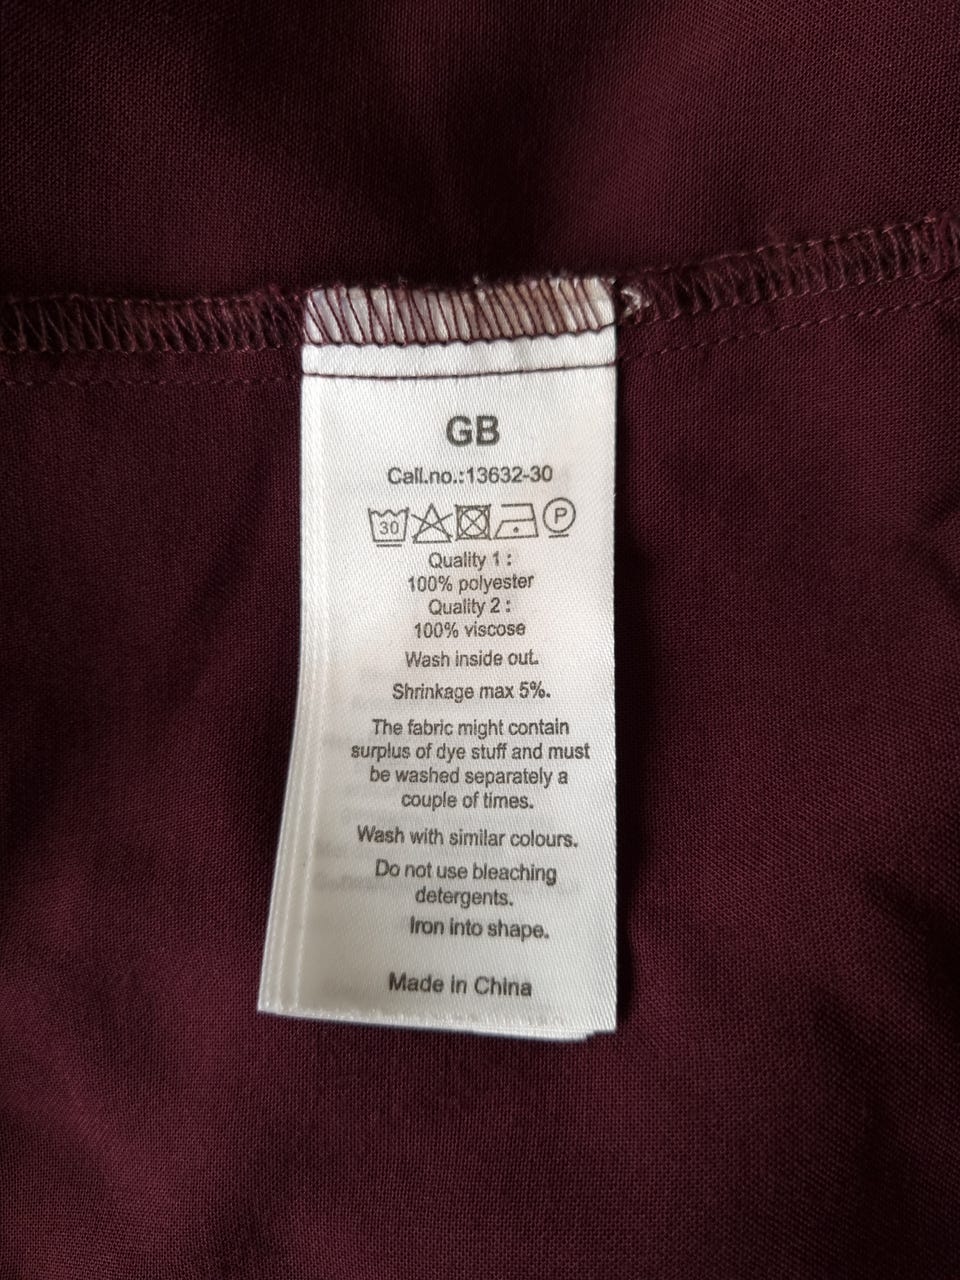 GB
Call.no.:13632-30
30 P
Quality 1 :
100% polyester
Quality 2 :
100% viscose
Wash inside out.
Shrinkage max 5%.
The fabric might contain
surplus of dye stuff and must
be washed separately a
couple of times.
Wash with similar colours.
Do not use bleaching
detergents.
Iron into shape.
Made in China